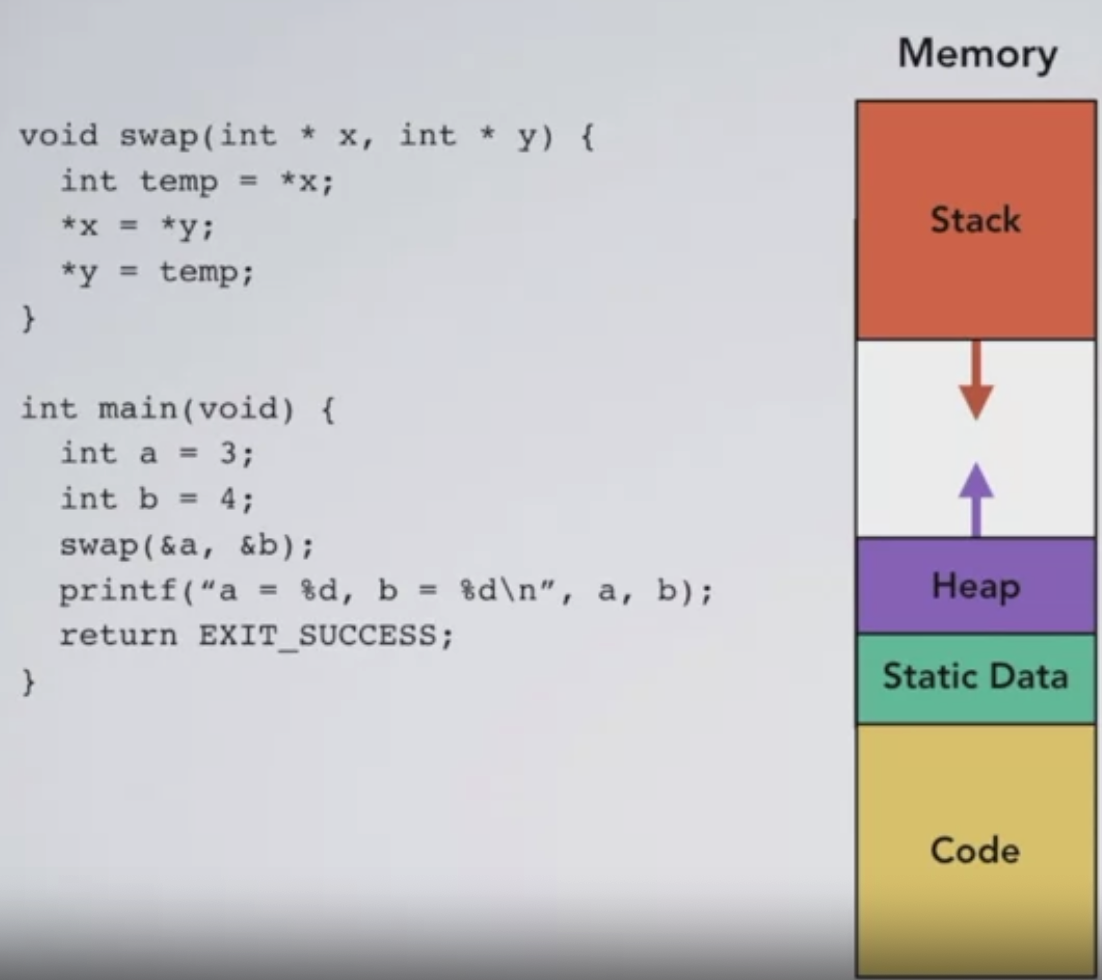 void swap(int * x, int * y) {
int temp = *x;
*x = *y;
*y = temp;
}
int main(void) {
int a = 3;
int b = 4;
swap(&a, &b);
printf(“a = %d, b = %d\n”, a, b);
return EXIT_SUCCESS;
}
Memory
Stack
Heap
Static Data
Code